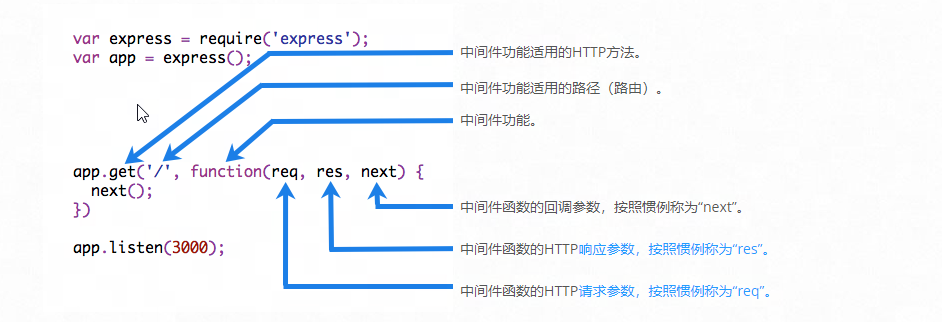 var express = require('express');
var app = express();
中间件功能适用的HTTP方法。
中间件功能适用的路径（路由）。
中间件功能。
app.get('/', function(req, res, next) {
next();
})
中间件函数的回调参数，按照惯例称为“next”。
app.listen(3000);
中间件函数的HTTP响应参数，按照惯例称为“res”。
中间件函数的HTTP请求参数，按照惯例称为“req”。